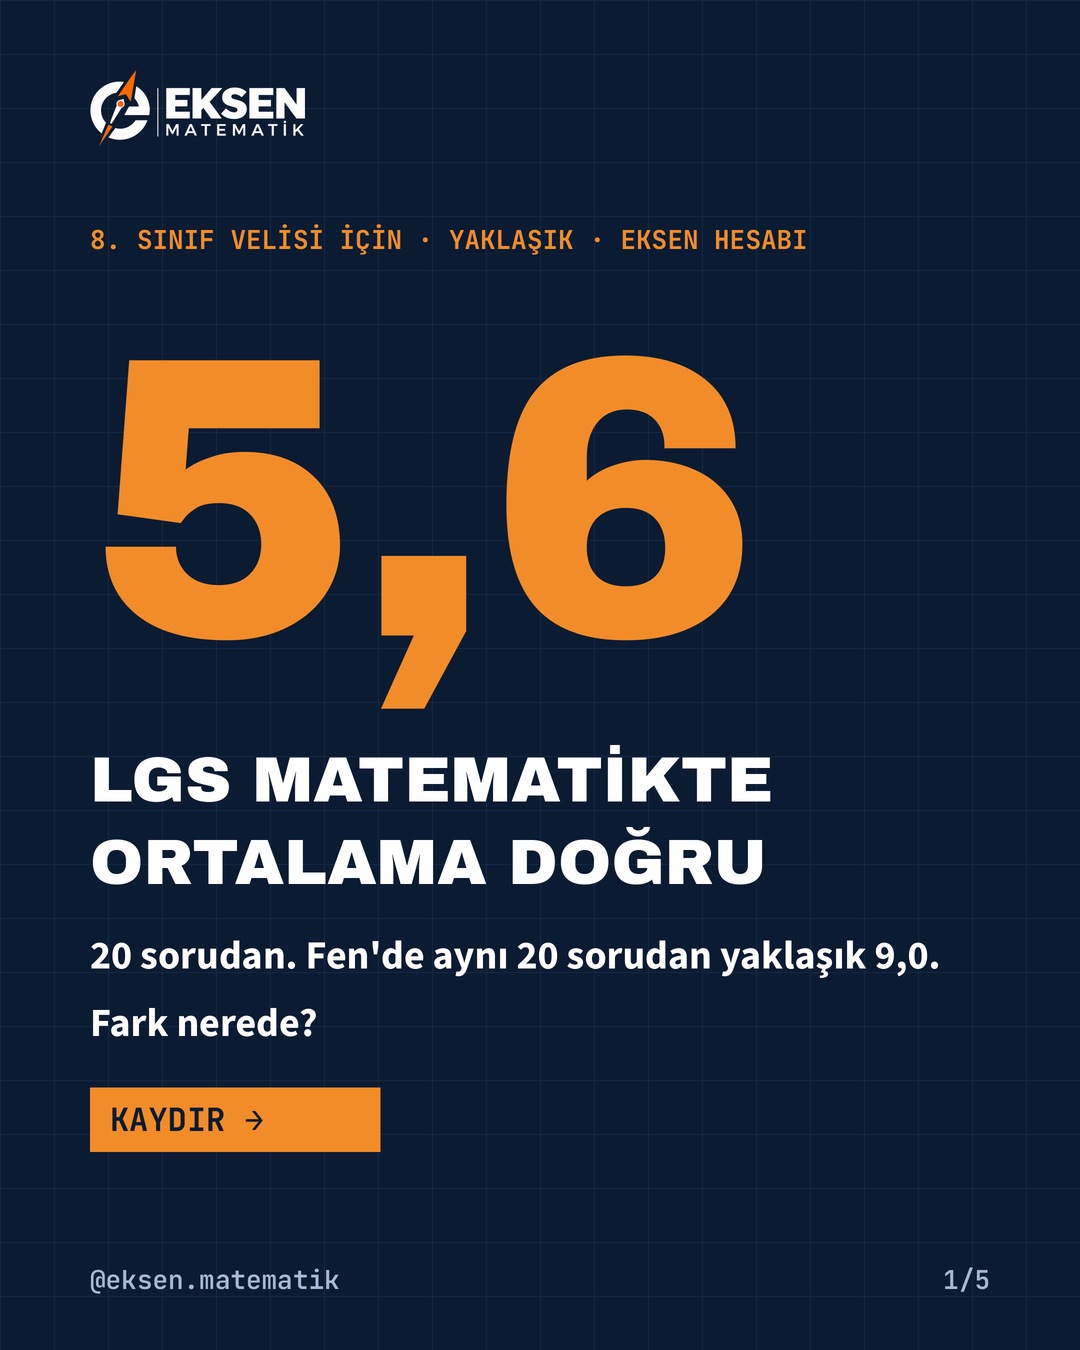 EKSEN
MATEMATİK
8. SINIF VELİSİ İÇİN · YAKLAŞIK · EKSEN HESABI
5,6
LGS MATEMATİKTE
ORTALAMA DOĞRU
20 sorudan. Fen'de aynı 20 sorudan yaklaşık 9,0.
Fark nerede?
KAYDIR →
@eksen.matematik
1/5